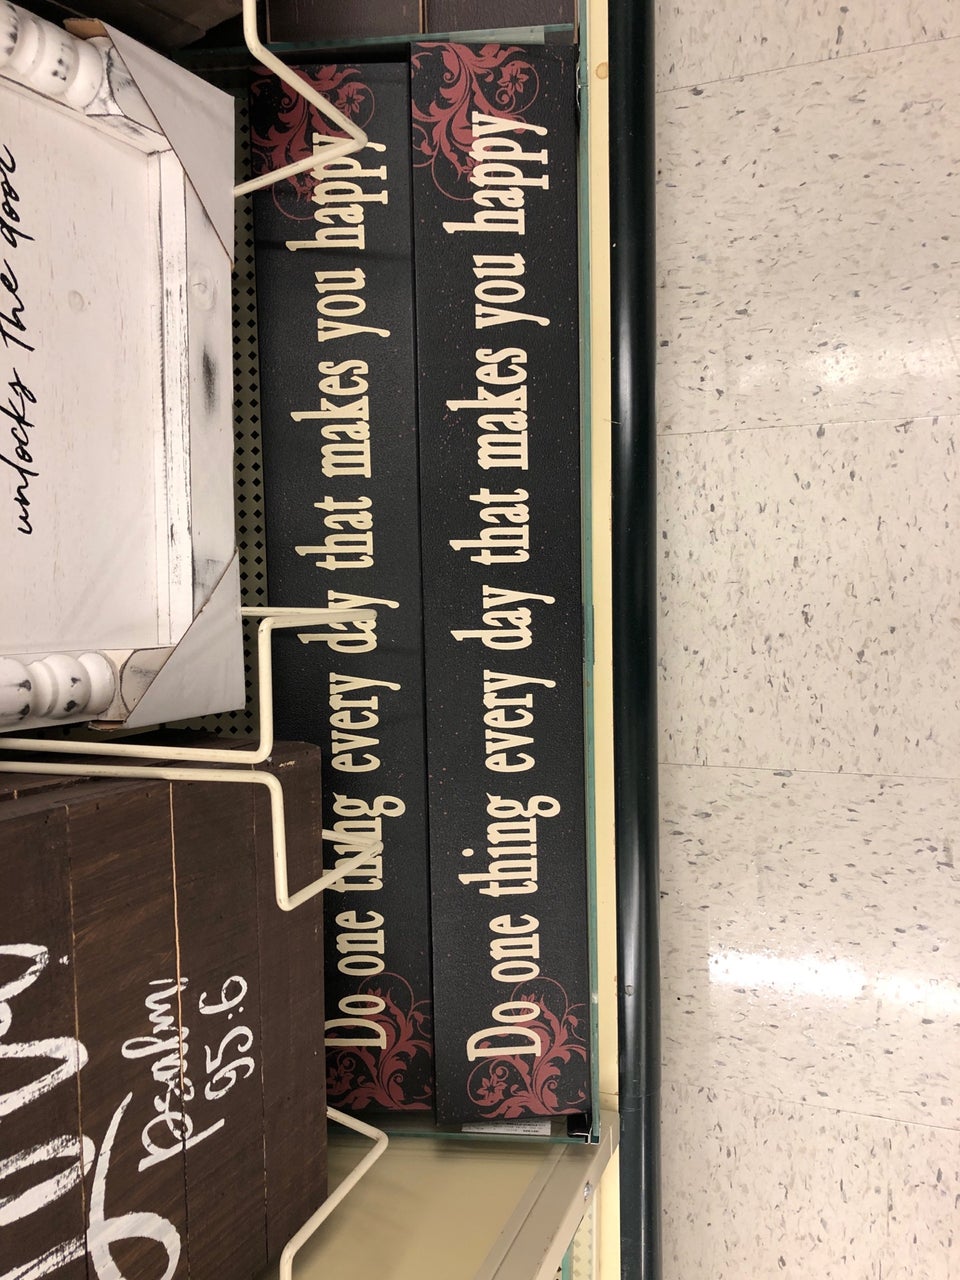 unlocks the door
Do one thing every day that makes you happy
Do one thing every day that makes you happy
Psalm
95:6